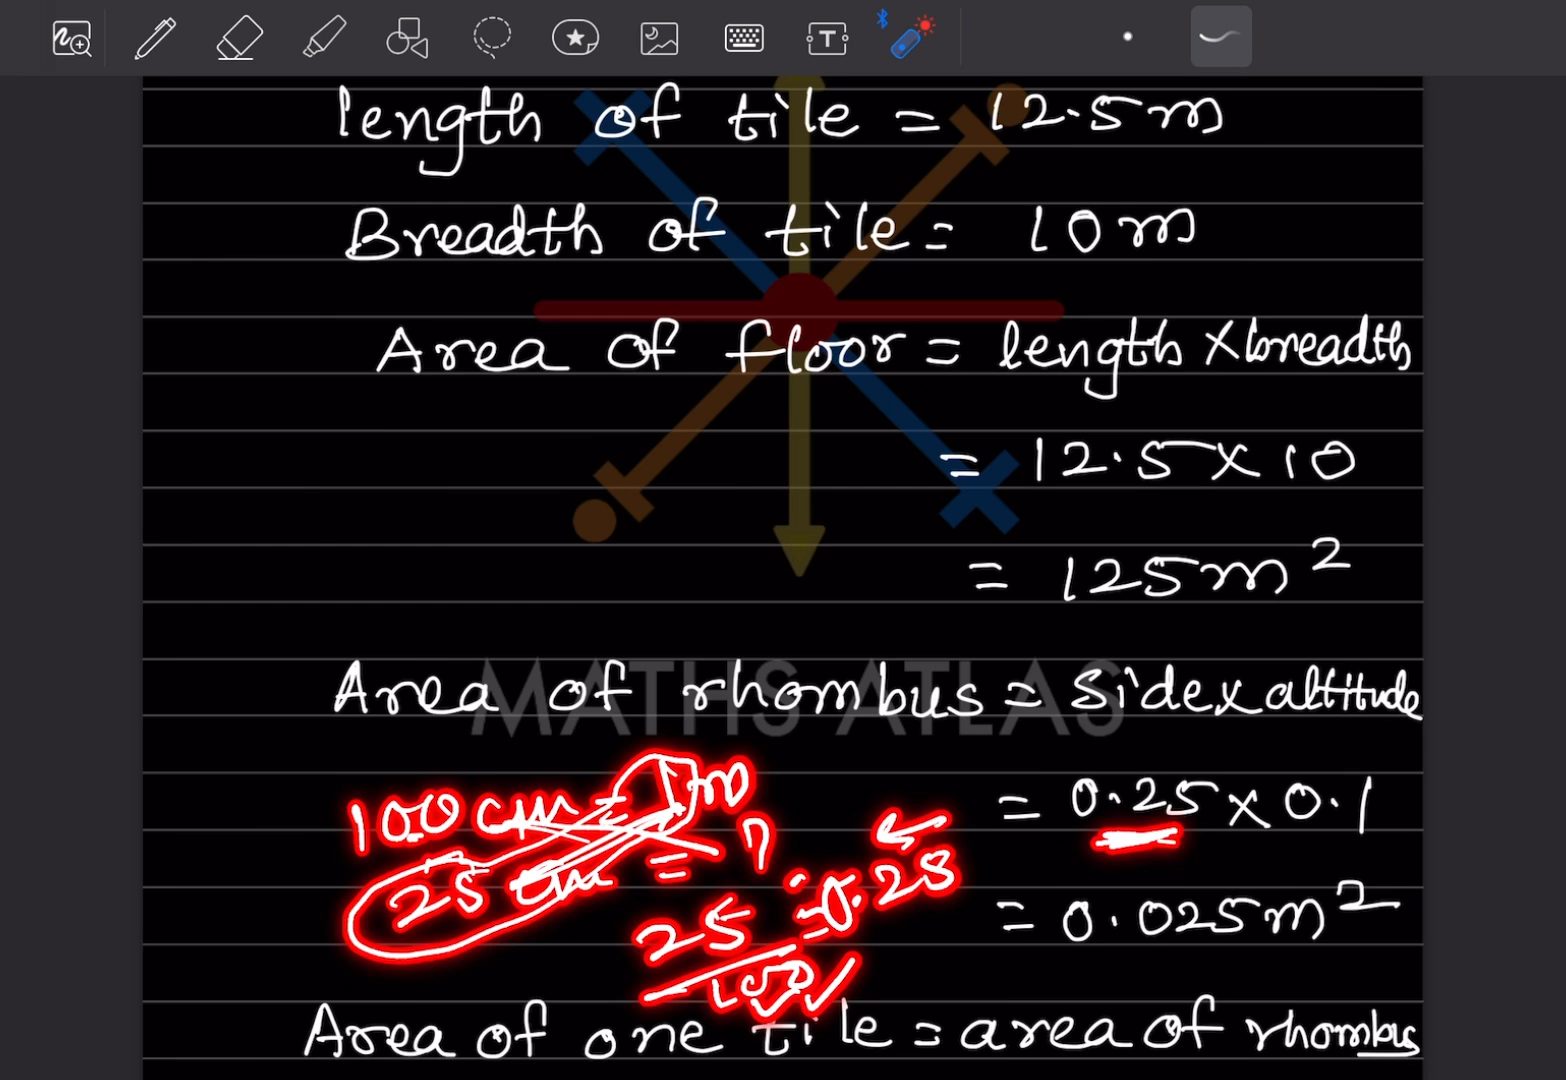 length of tile = 12.5m
Breadth of tile = 10m
Area of floor = length × breadth
= 12.5 × 10
= 125m²
MATHS ATLAS
Area of rhombus = side × altitude
100 cm = 1m
= 0.25 × 0.1
25 cm = ?
25/100 = 0.25
= 0.025m²
Area of one tile = area of rhombus